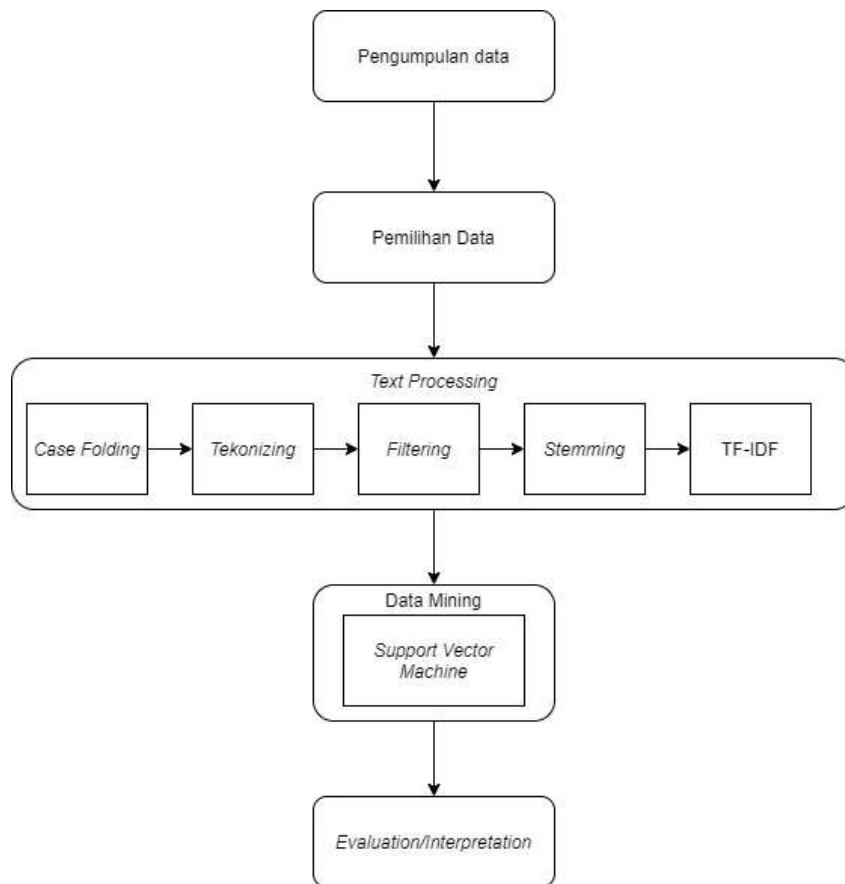 Pengumpulan data
Pemilihan Data
Text Processing
Case Folding
Tekonizing
Filtering
Stemming
TF-IDF
Data Mining
Support Vector
Machine
Evaluation/Interpretation